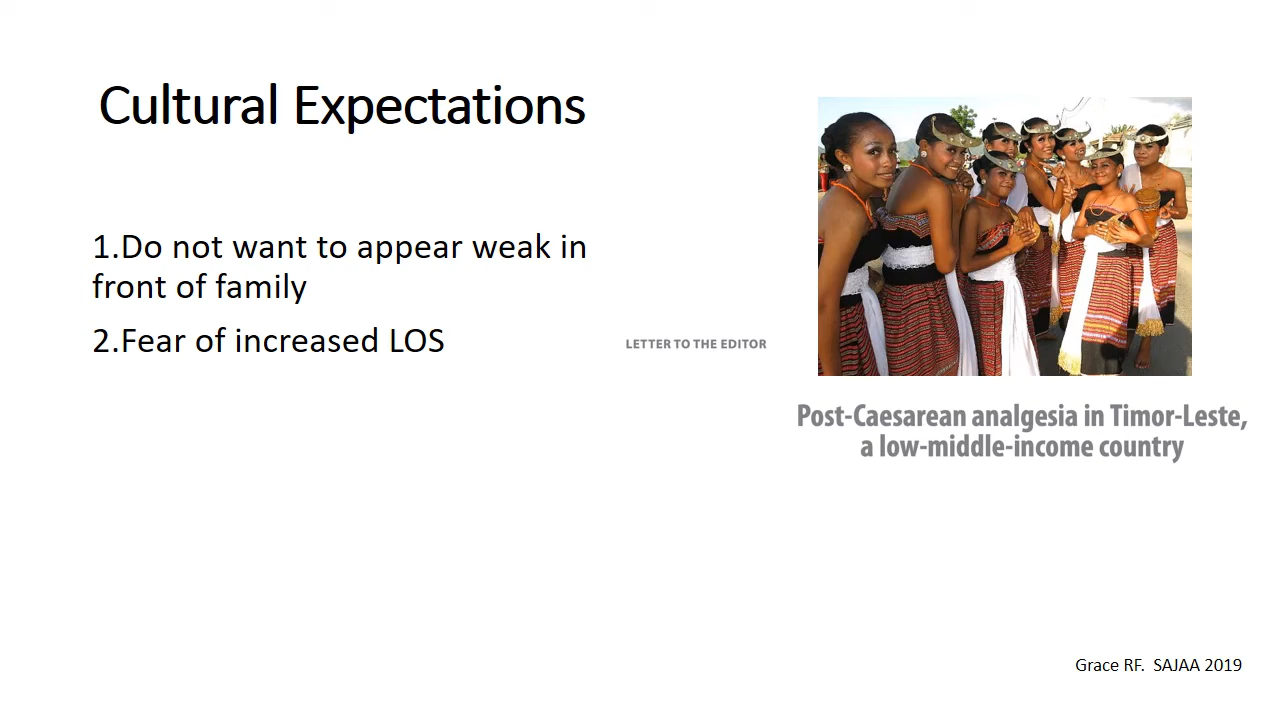 Cultural Expectations
1.Do not want to appear weak in
front of family
2.Fear of increased LOS
LETTER TO THE EDITOR
Post-Caesarean analgesia in Timor-Leste,
a low-middle-income country
Grace RF.  SAJAA 2019